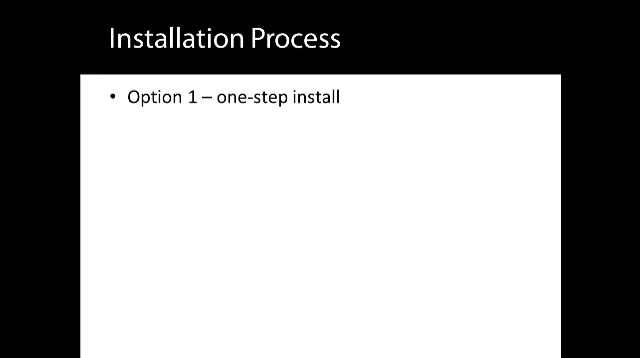 Installation Process
• Option 1 – one-step install